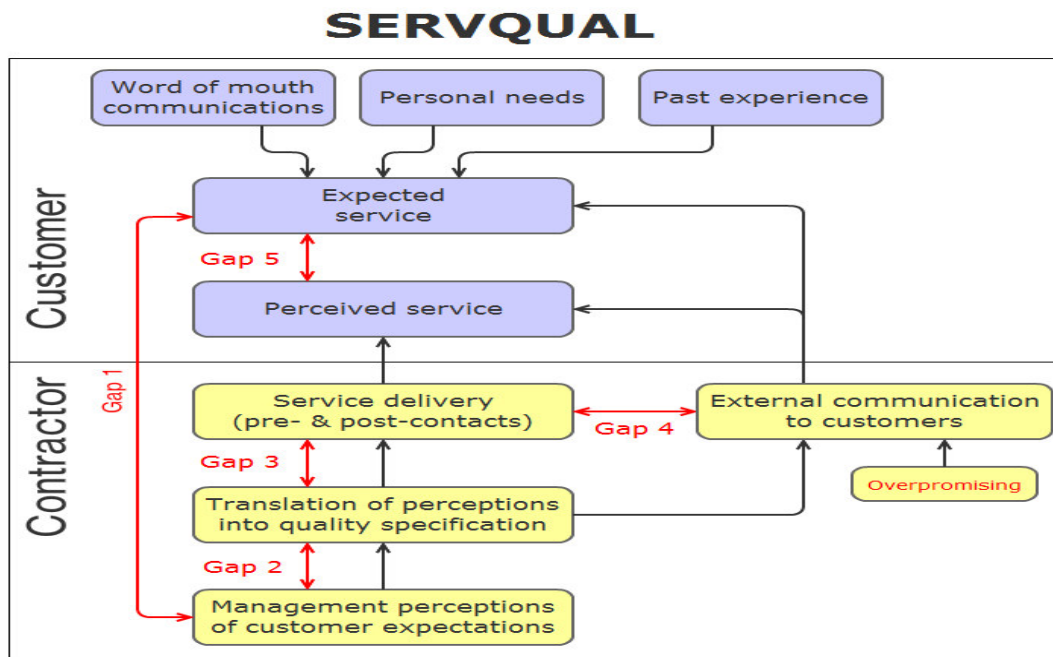 SERVQUAL
Word of mouth
communications
Personal needs
Past experience
Customer
Expected
service
Gap 5
Perceived service
Gap 1
Contractor
Service delivery
(pre- & post-contacts)
Gap 4
External communication
to customers
Gap 3
Overpromising
Translation of perceptions
into quality specification
Gap 2
Management perceptions
of customer expectations